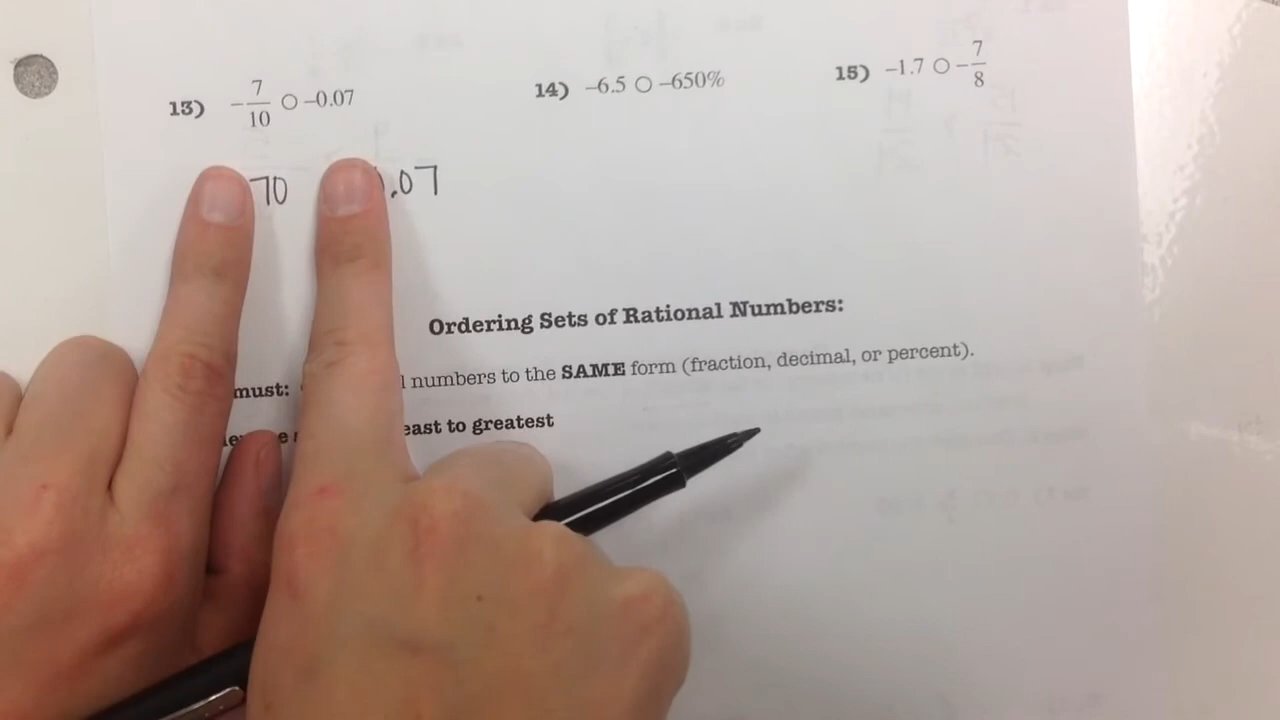 13) -7/10 ○ -0.07
14) -6.5 ○ -650%
15) -1.7 ○ -7/8
70 .07
Ordering Sets of Rational Numbers:
must: numbers to the SAME form (fraction, decimal, or percent).
to greatest